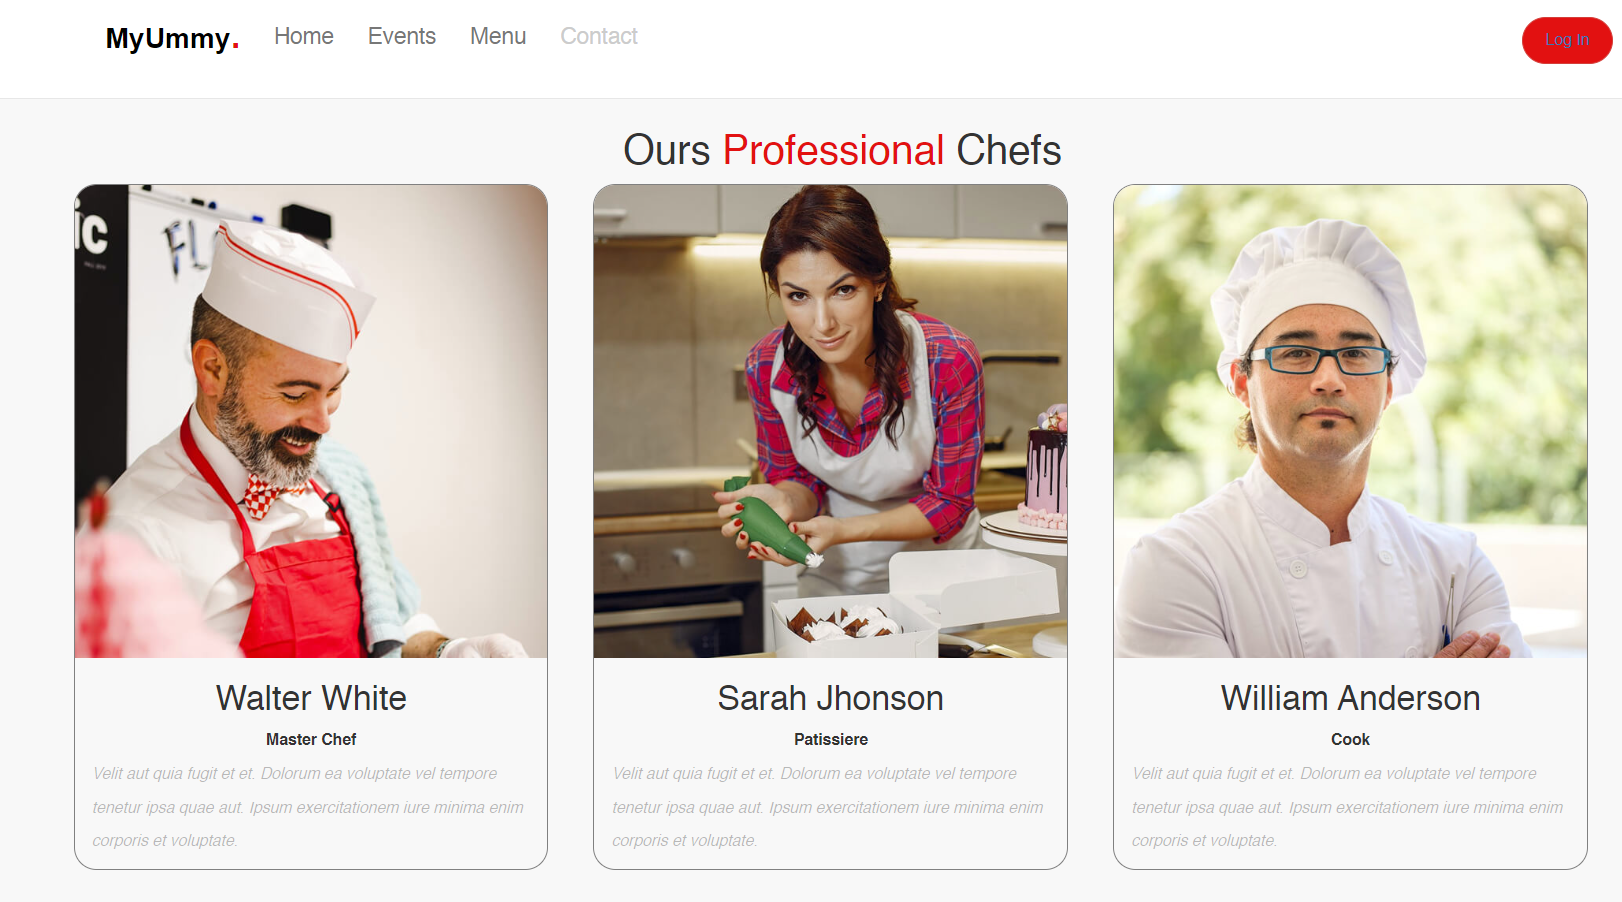 MyUmmy. Home Events Menu Contact Log In
Ours Professional Chefs
ic
FL
Walter White
Master Chef
Velit aut quia fugit et et. Dolorum ea voluptate vel tempore
tenetur ipsa quae aut. Ipsum exercitationem iure minima enim
corporis et voluptate.
Sarah Jhonson
Patissiere
Velit aut quia fugit et et. Dolorum ea voluptate vel tempore
tenetur ipsa quae aut. Ipsum exercitationem iure minima enim
corporis et voluptate.
William Anderson
Cook
Velit aut quia fugit et et. Dolorum ea voluptate vel tempore
tenetur ipsa quae aut. Ipsum exercitationem iure minima enim
corporis et voluptate.